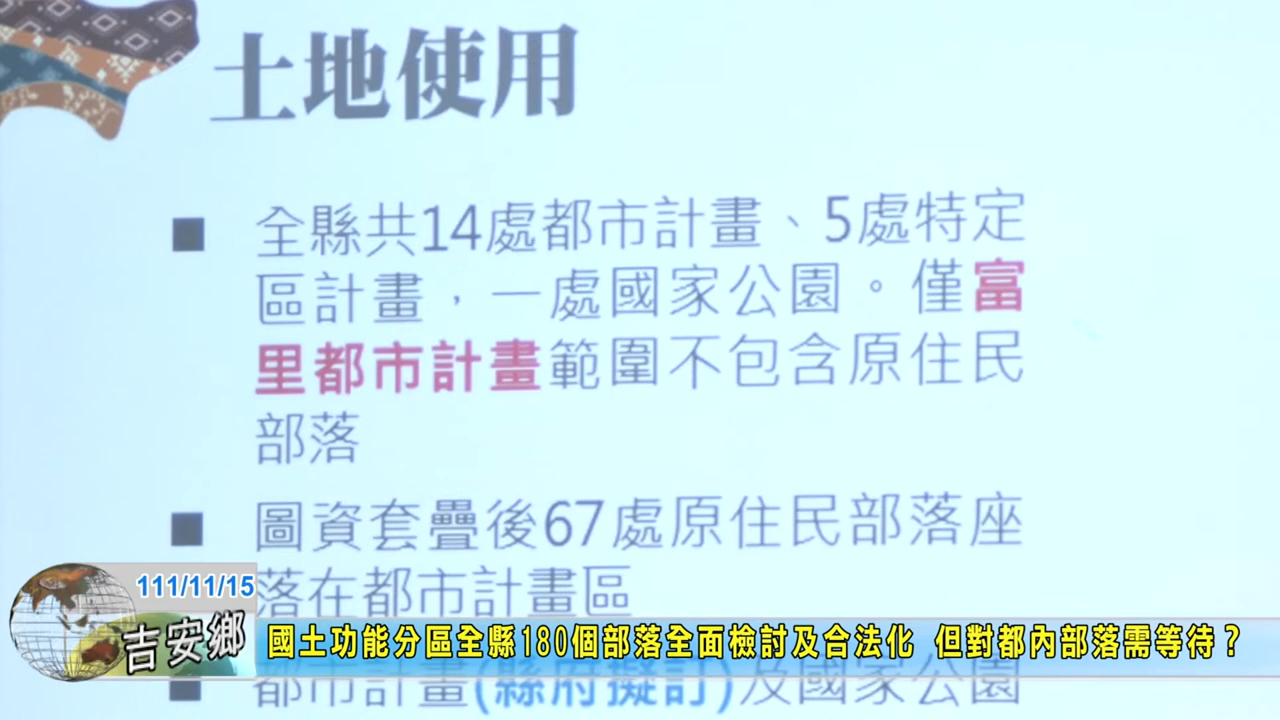 土地使用
■ 全縣共14處都市計畫、5處特定
區計畫，一處國家公園。僅富
里都市計畫範圍不包含原住民
部落
■ 圖資套疊後67處原住民部落座
落在都市計畫區
111/11/15
吉安鄉
國土功能分區全縣180個部落全面檢討及合法化 但對都內部落需等待？
■ 都市計畫(縣府擬訂)及國家公園